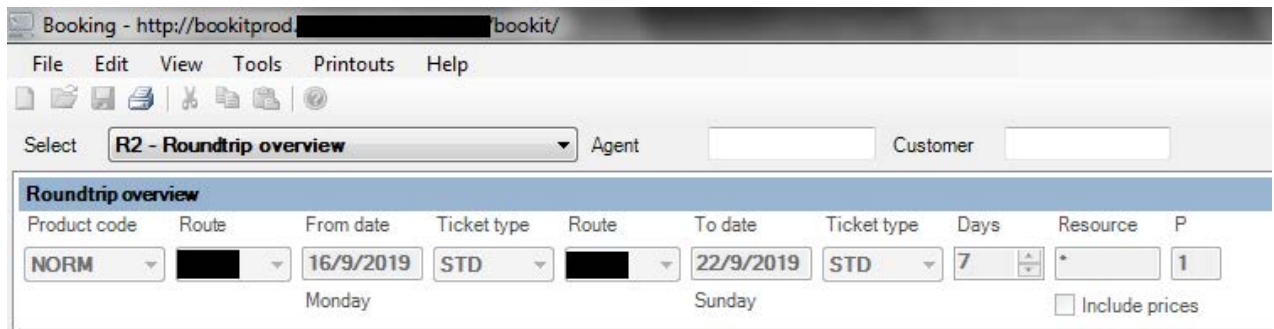 Booking - http://bookitprod. /bookit/
File Edit View Tools Printouts Help
Select R2 - Roundtrip overview Agent Customer
Roundtrip overview
Product code Route From date Ticket type Route To date Ticket type Days Resource P
NORM 16/9/2019 STD 22/9/2019 STD 7 * 1
Monday Sunday Include prices